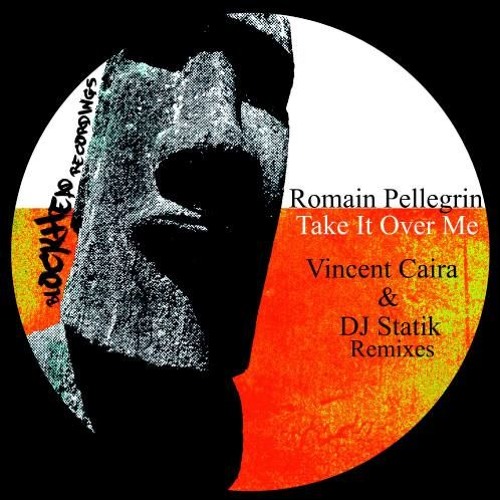 BLOCKHEAD
RECORDINGS
Romain Pellegrin
Take It Over Me
Vincent Caira
&
DJ Statik
Remixes